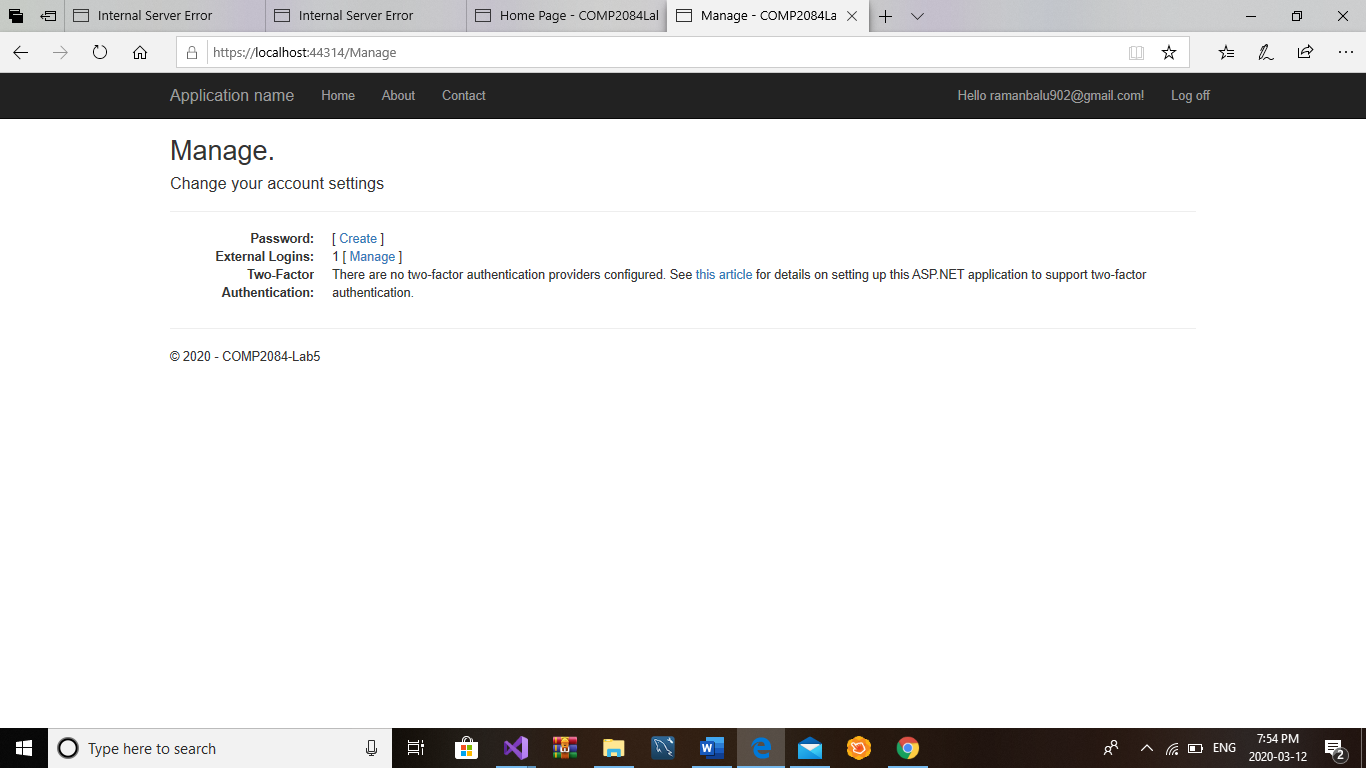 Internal Server Error
Internal Server Error
Home Page - COMP2084Lal
Manage - COMP2084La
https://localhost:44314/Manage
Application name Home About Contact Hello ramanbalu902@gmail.com! Log off
Manage.
Change your account settings
Password: [ Create ]
External Logins: 1 [ Manage ]
Two-Factor There are no two-factor authentication providers configured. See this article for details on setting up this ASP.NET application to support two-factor
Authentication: authentication.
© 2020 - COMP2084-Lab5
Type here to search
ENG
7:54 PM
2020-03-12
2